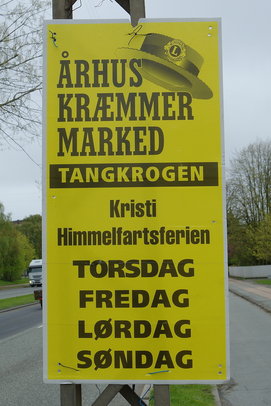 ÅRHUS
KRÆMMER
MARKED
TANGKROGEN
Kristi
Himmelfartsferien
TORSDAG
FREDAG
LØRDAG
SØNDAG